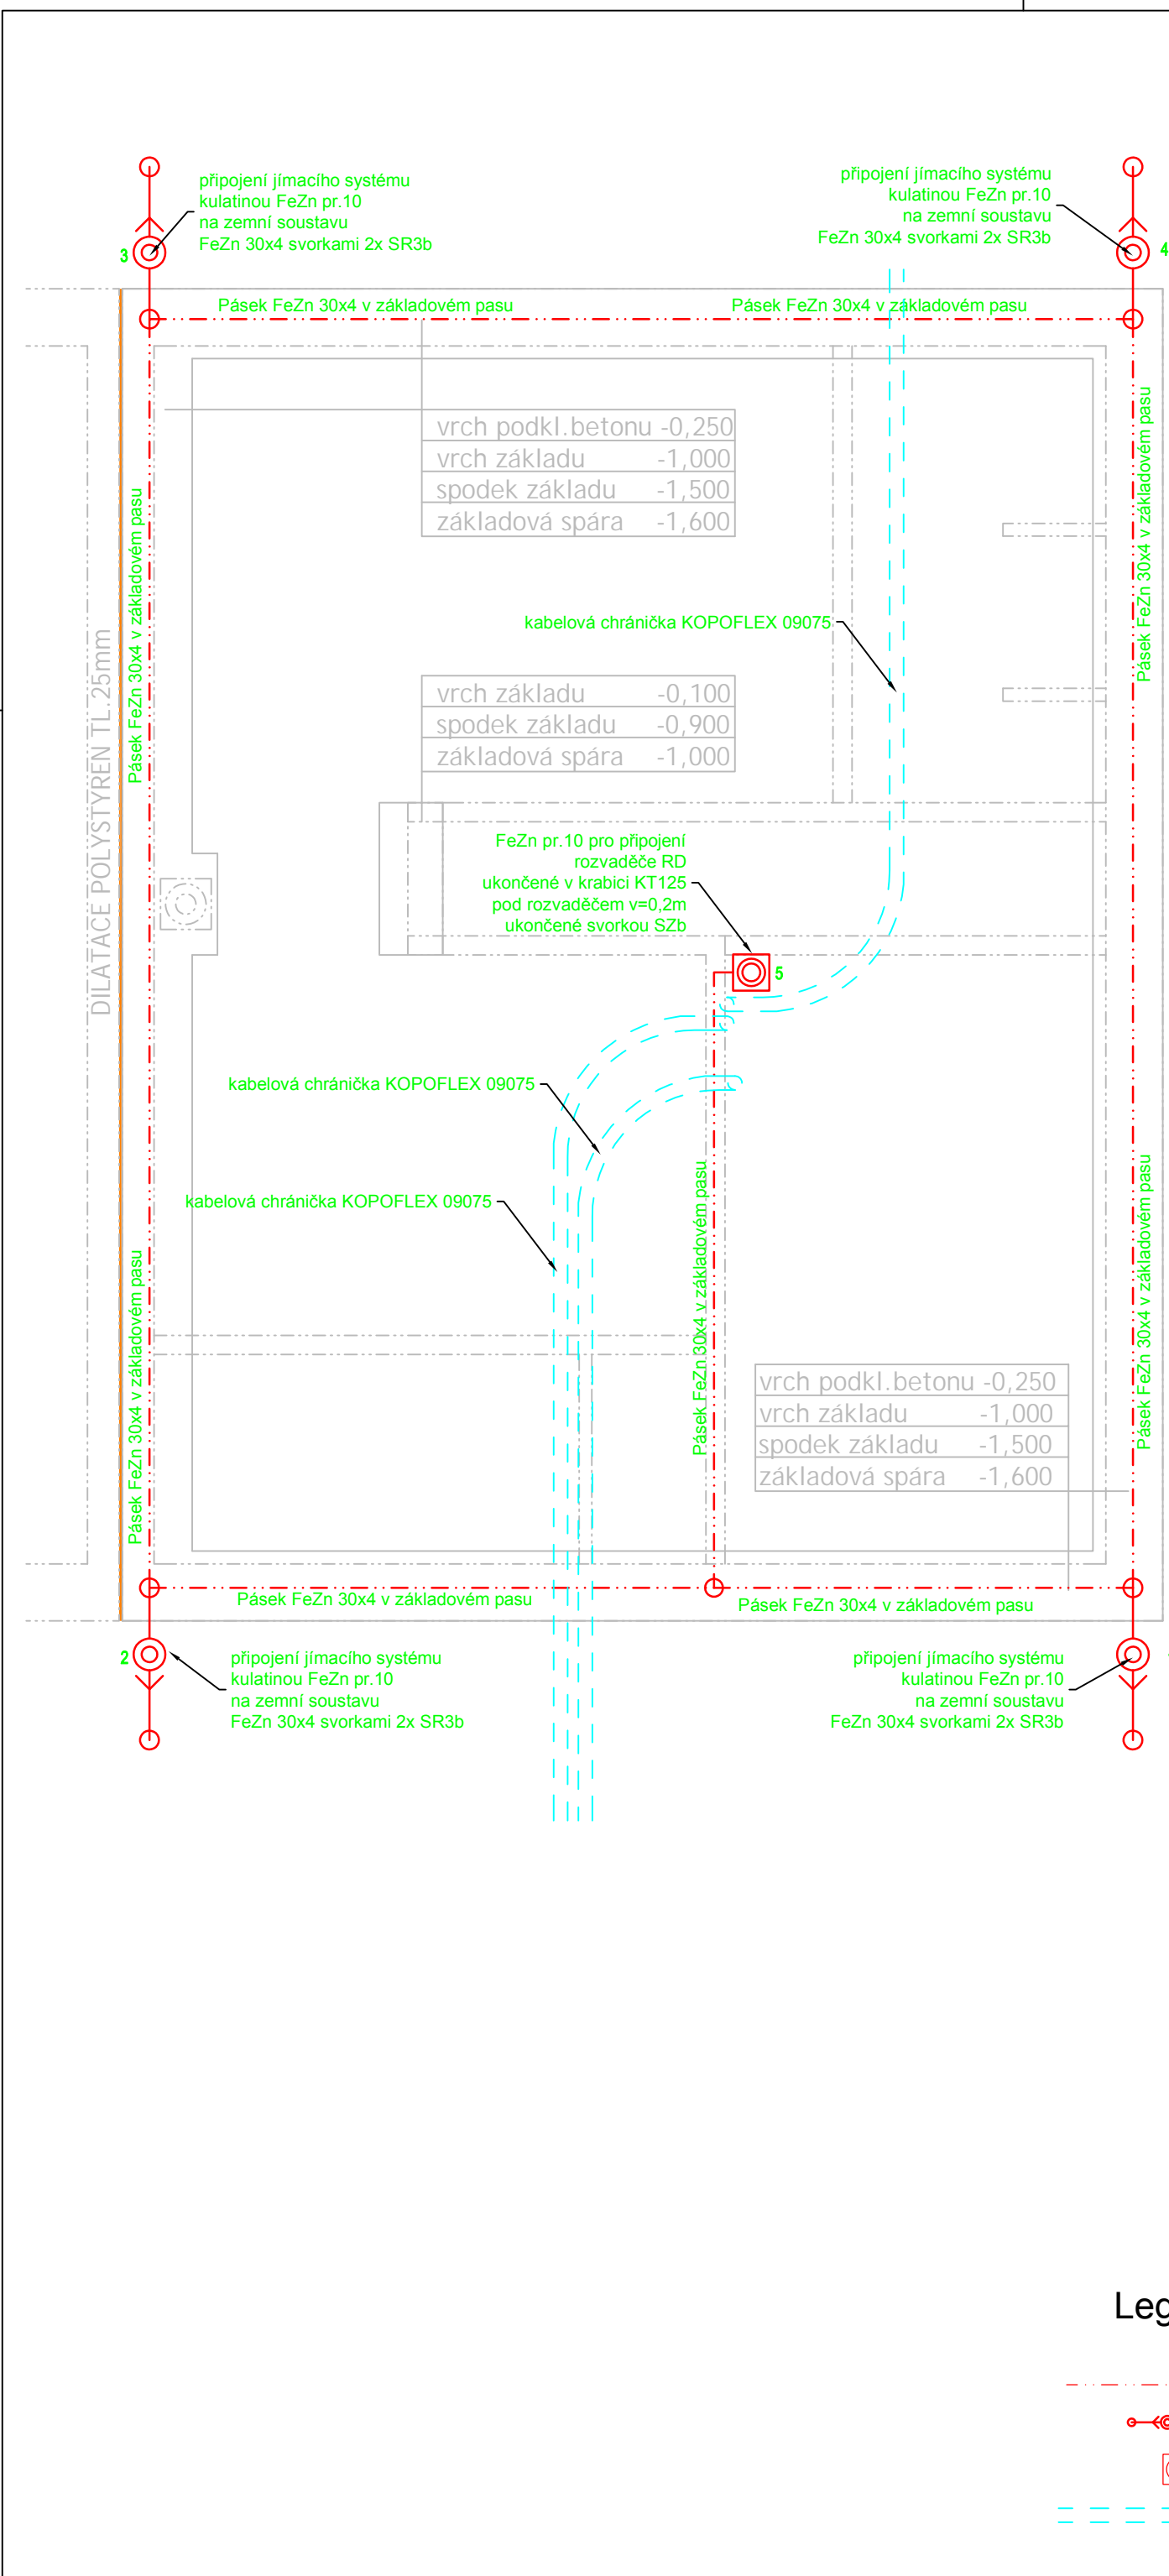 připojení jímacího systému
kulatinou FeZn pr.10
na zemní soustavu
FeZn 30x4 svorkami 2x SR3b
3
připojení jímacího systému
kulatinou FeZn pr.10
na zemní soustavu
FeZn 30x4 svorkami 2x SR3b
4
Pásek FeZn 30x4 v základovém pasu
Pásek FeZn 30x4 v základovém pasu
vrch podkl.betonu -0,250
vrch základu -1,000
spodek základu -1,500
základová spára -1,600
Pásek FeZn 30x4 v základovém pasu
Pásek FeZn 30x4 v základovém pasu
kabelová chránička KOPOFLEX 09075
DILATACE POLYSTYREN TL.25mm
vrch základu -0,100
spodek základu -0,900
základová spára -1,000
FeZn pr.10 pro připojení
rozvaděče RD
ukončené v krabici KT125
pod rozvaděčem v=0,2m
ukončené svorkou SZb
5
kabelová chránička KOPOFLEX 09075
kabelová chránička KOPOFLEX 09075
Pásek FeZn 30x4 v základovém pasu
Pásek FeZn 30x4 v základovém pasu
Pásek FeZn 30x4 v základovém pasu
vrch podkl.betonu -0,250
vrch základu -1,000
spodek základu -1,500
základová spára -1,600
Pásek FeZn 30x4 v základovém pasu
Pásek FeZn 30x4 v základovém pasu
2
připojení jímacího systému
kulatinou FeZn pr.10
na zemní soustavu
FeZn 30x4 svorkami 2x SR3b
připojení jímacího systému
kulatinou FeZn pr.10
na zemní soustavu
FeZn 30x4 svorkami 2x SR3b
Leg